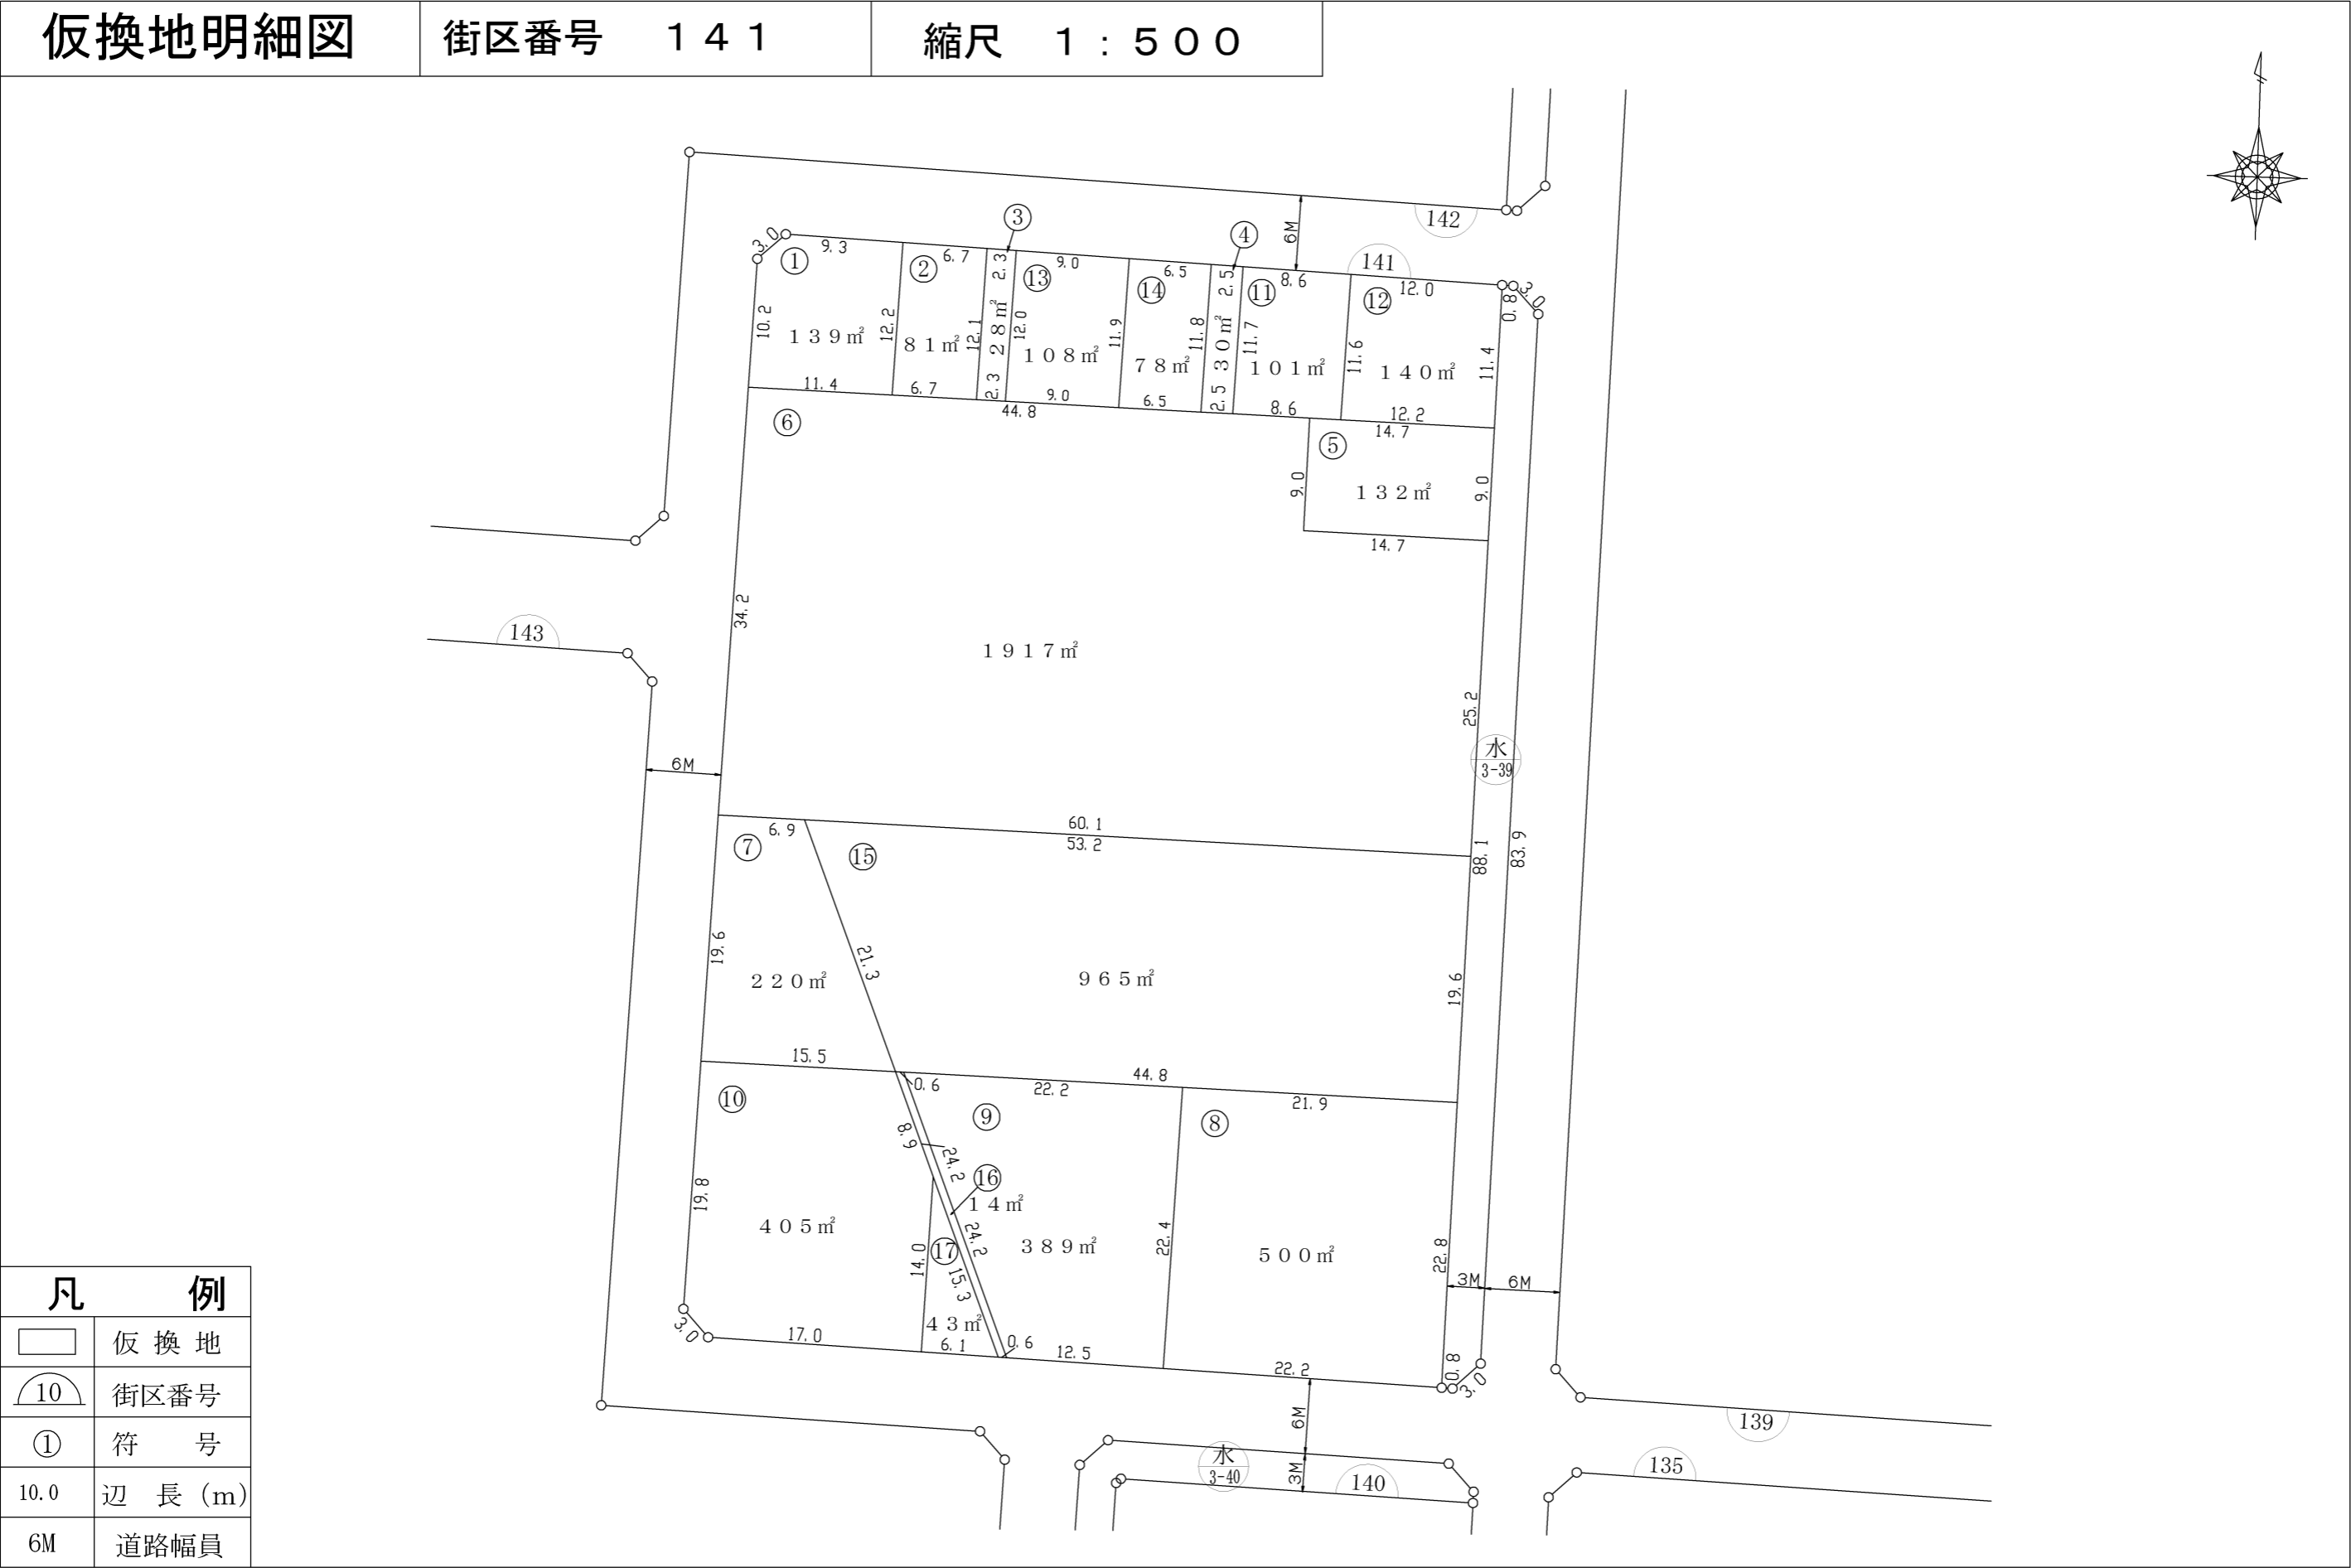 仮換地明細図 街区番号 １４１ 縮尺 １：５００
142
③
6M
④
141
3.0 9.3 6.7 2.3 9.0 6.5 2.5 8.6 12.0 3.0
① ② ⑬ ⑭ ⑪ ⑫
0.8
10.2 12.2 12.1 12.0 11.9 11.8 11.7 11.6 11.4
139㎡ 81㎡ 28㎡ 108㎡ 78㎡ 30㎡ 101㎡ 140㎡
11.4 6.7 2.3 9.0 6.5 2.5 8.6 12.2
44.8 14.7
⑥ ⑤
9.0 132㎡ 9.0
14.7
34.2
143
1917㎡
25.2
水
3-39
6M
6.9 60.1
53.2
88.1 83.9
⑦ ⑮
19.6 21.3 19.6
220㎡ 965㎡
15.5 44.8
0.6 22.2 21.9
⑩ ⑨ ⑧
8.9 24.2
⑯
14㎡
19.8
405㎡ 24.2 389㎡ 22.4 500㎡ 22.8
14.0 ⑰ 15.3
3M 6M
43㎡
3.0 17.0 6.1 0.6 12.5 22.2 0.8 3.0
6M
139
水
3-40
3M
140
135
凡 例
仮換地
10 街区番号
① 符 号
10.0 辺 長（m）
6M 道路幅員